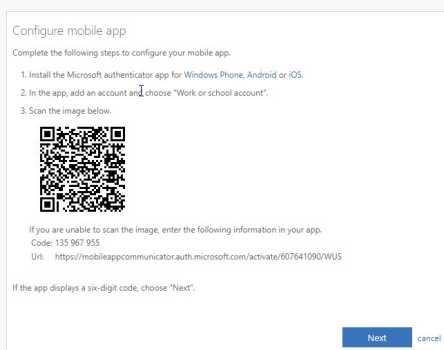 Configure mobile app
Complete the following steps to configure your mobile app.
1. Install the Microsoft authenticator app for Windows Phone, Android or iOS.
2. In the app, add an account and choose "Work or school account".
3. Scan the image below.
If you are unable to scan the image, enter the following information in your app.
Code: 135 967 955
Url: https://mobileappcommunicator.auth.microsoft.com/activate/607641090/WUS
If the app displays a six-digit code, choose "Next".
Next cancel